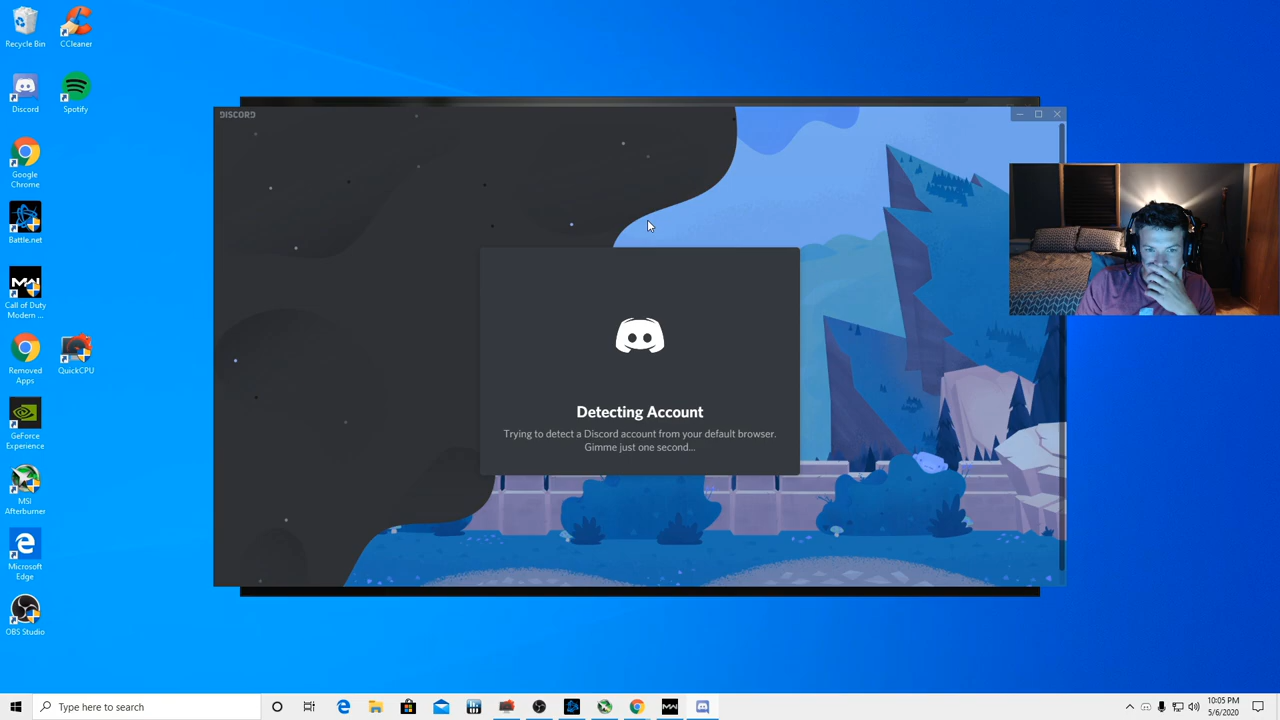 Recycle Bin
CCleaner
Discord
Spotify
Google
Chrome
Battle.net
Call of Duty
Modern ...
Removed
Apps
QuickCPU
GeForce
Experience
MSI
Afterburner
Microsoft
Edge
OBS Studio
DISCORD
Detecting Account
Trying to detect a Discord account from your default browser.
Gimme just one second...
Type here to search
10:05 PM
5/6/2020